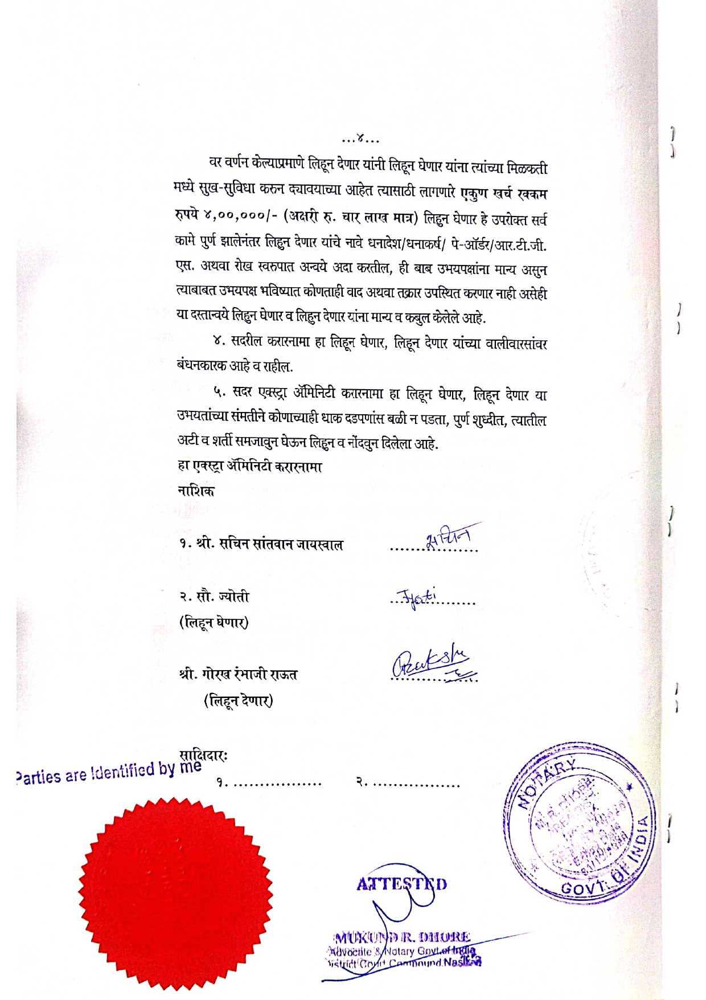 ...४...
वर वर्णन केल्याप्रमाणे लिहून देणार यांनी लिहून घेणार यांना त्यांच्या मिळकती
मध्ये सुख-सुविधा करुन द्यावयाच्या आहेत त्यासाठी लागणारे एकुण खर्च रक्कम
रुपये ४,००,०००/- (अक्षरी रु. चार लाख मात्र) लिहुन घेणार हे उपरोक्त सर्व
कामे पुर्ण झालेनंतर लिहुन देणार यांचे नावे धनादेश/धनाकर्ष/ पे-ऑर्डर/आर.टी.जी.
एस. अथवा रोख स्वरुपात अन्वये अदा करतील, ही बाब उभयपक्षांना मान्य असुन
त्याबाबत उभयपक्ष भविष्यात कोणताही वाद अथवा तक्रार उपस्थित करणार नाही असेही
या दस्तान्वये लिहुन घेणार व लिहुन देणार यांना मान्य व कबुल केलेले आहे.
४. सदरील करारनामा हा लिहून घेणार, लिहून देणार यांच्या वालीवारसांवर
बंधनकारक आहे व राहील.
५. सदर एक्स्ट्रा ॲमिनिटी करारनामा हा लिहून घेणार, लिहून देणार या
उभयतांच्या संमतीने कोणाच्याही धाक दडपणांस बळी न पडता, पुर्ण शुध्दीत, त्यातील
अटी व शर्ती समजावुन घेऊन लिहुन व नोंदवुन दिलेला आहे.
हा एक्स्ट्रा ॲमिनिटी करारनामा
नाशिक
१. श्री. सचिन सांतवान जायस्वाल .................. सचिन
२. सौ. ज्योती .................. Jyoti
(लिहून घेणार)
श्री. गोरख रंभाजी राऊत ..................
(लिहून देणार)
साक्षिदारः
Parties are Identified by me
१. .................. २. ..................
NOTARY
M. R. DHORE
GOVT. OF INDIA
ATTESTED
MUKUND R. DHORE
Advocate & Notary Govt.of India
District Court Compound.Nasik-2